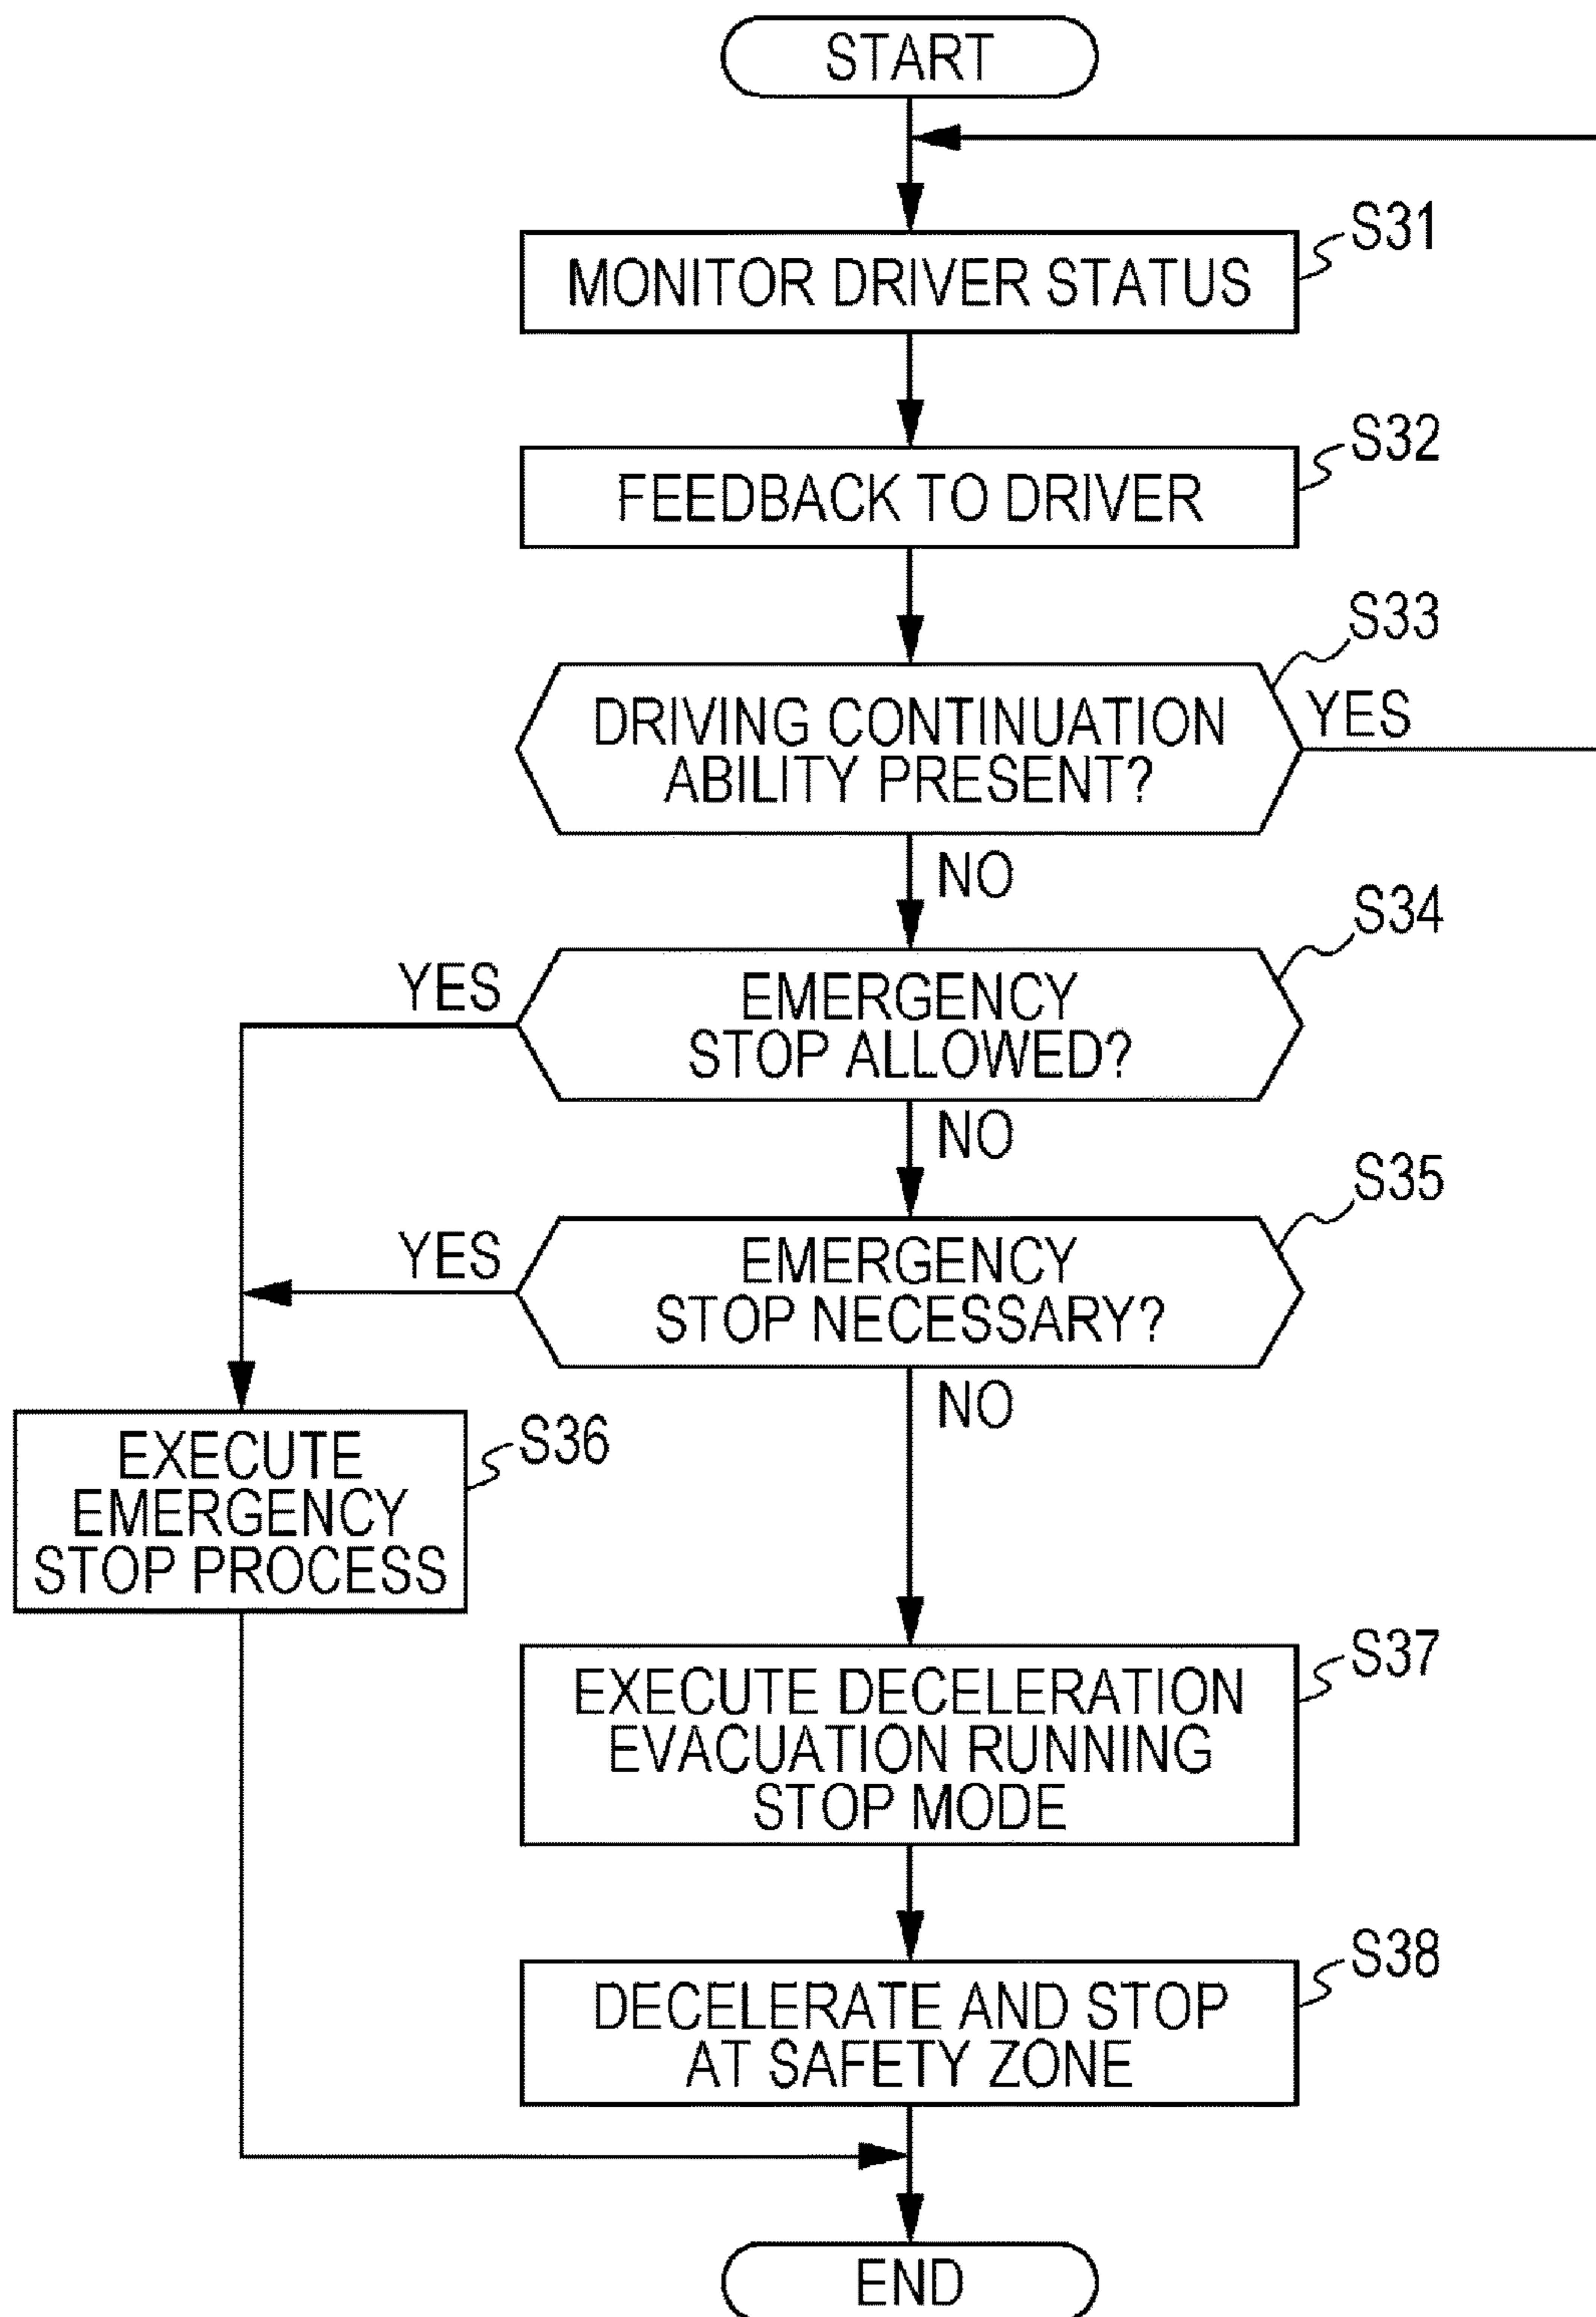 START
S31
MONITOR DRIVER STATUS
S32
FEEDBACK TO DRIVER
S33
DRIVING CONTINUATION
ABILITY PRESENT?
YES
NO
S34
YES
EMERGENCY
STOP ALLOWED?
NO
S35
YES
EMERGENCY
STOP NECESSARY?
NO
S36
EXECUTE
EMERGENCY
STOP PROCESS
S37
EXECUTE DECELERATION
EVACUATION RUNNING
STOP MODE
S38
DECELERATE AND STOP
AT SAFETY ZONE
END